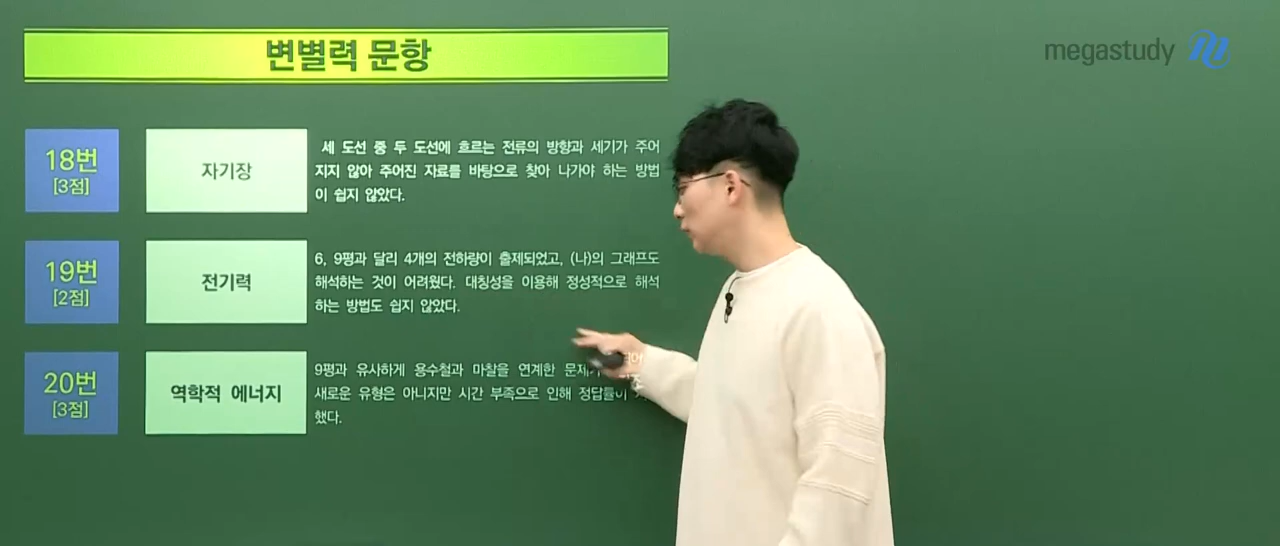 변별력 문항
megastudy
18번
[3점]
자기장
세 도선 중 두 도선에 흐르는 전류의 방향과 세기가 주어
지지 않아 주어진 자료를 바탕으로 찾아 나가야 하는 방법
이 쉽지 않았다.
19번
[2점]
전기력
6, 9평과 달리 4개의 전하량이 출제되었고, (나)의 그래프도
해석하는 것이 어려웠다. 대칭성을 이용해 정성적으로 해석
하는 방법도 쉽지 않았다.
20번
[3점]
역학적 에너지
9평과 유사하게 용수철과 마찰을 연계한 문제가
새로운 유형은 아니지만 시간 부족으로 인해 정답률이
했다.